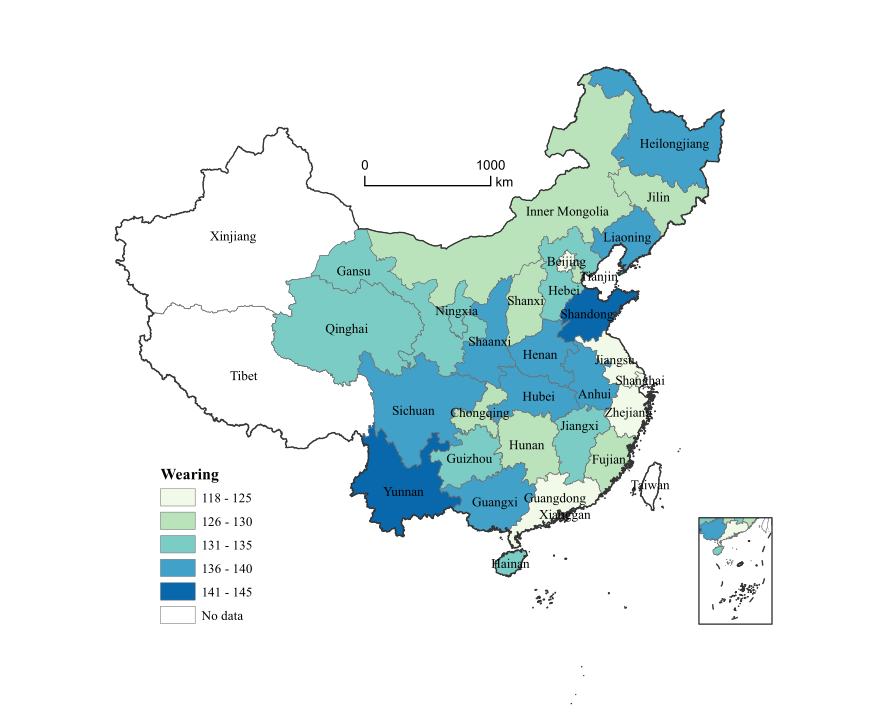 Heilongjiang
0 1000
km
Jilin
Inner Mongolia
Xinjiang
Liaoning
Beijing
Gansu
Tianjin
Hebei
Shanxi
Ningxia
Shandong
Qinghai
Shaanxi
Henan
Jiangsu
Tibet
Shanghai
Anhui
Hubei
Sichuan
Chongqing
Zhejiang
Jiangxi
Hunan
Guizhou
Fujian
Wearing
Taiwan
Yunnan
118 - 125
Guangxi
Guangdong
Xianggan
126 - 130
131 - 135
Hainan
136 - 140
141 - 145
No data